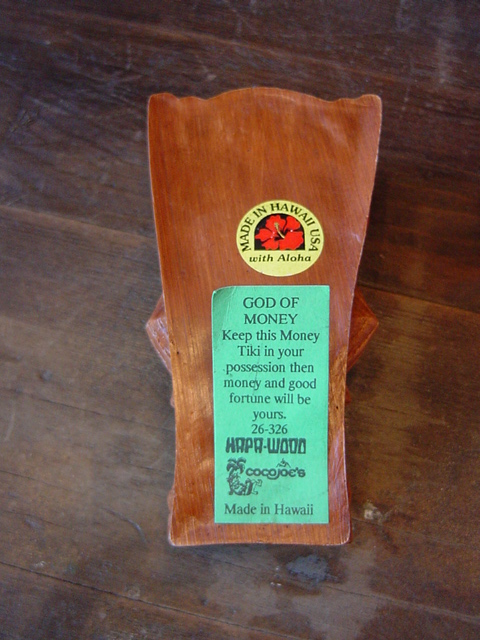 MADE IN HAWAII USA
with Aloha
GOD OF
MONEY
Keep this Money
Tiki in your
possession then
money and good
fortune will be
yours.
26-326
HAPA-WOOD
COCOJOE'S
Made in Hawaii